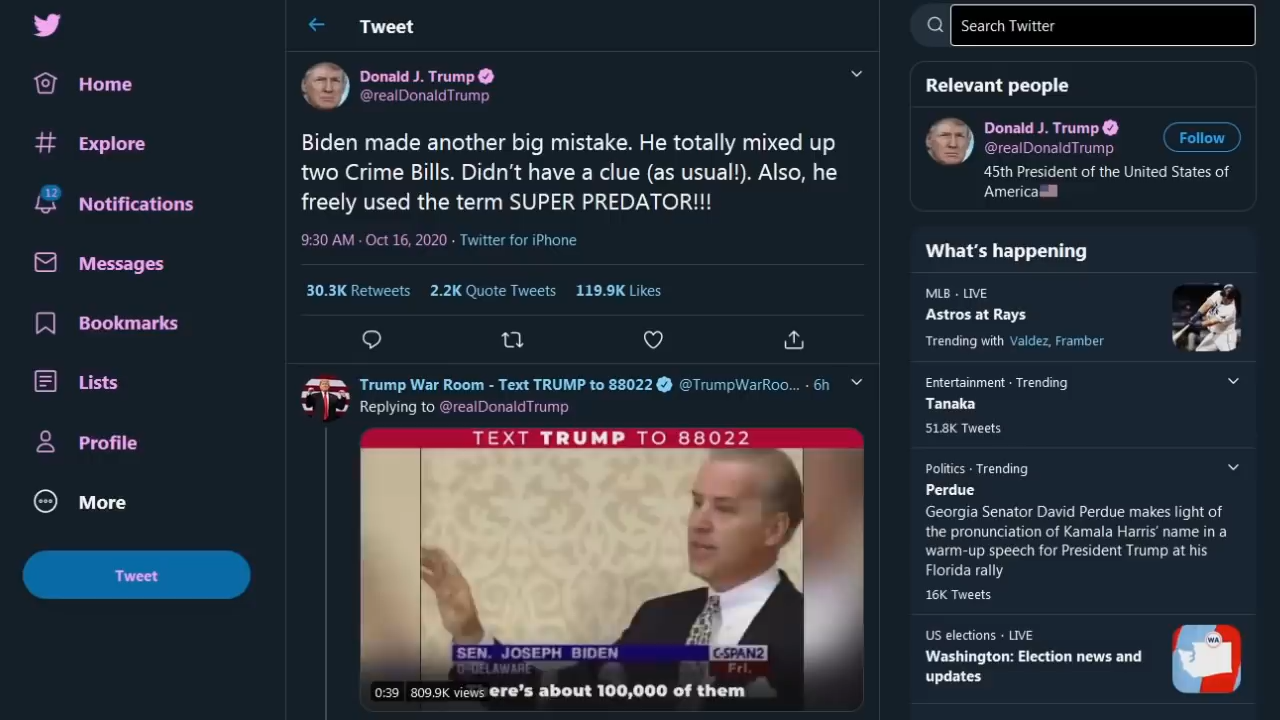 Home
Explore
12
Notifications
Messages
Bookmarks
Lists
Profile
More
Tweet
Tweet
Donald J. Trump
@realDonaldTrump
Biden made another big mistake. He totally mixed up
two Crime Bills. Didn’t have a clue (as usual!). Also, he
freely used the term SUPER PREDATOR!!!
9:30 AM · Oct 16, 2020 · Twitter for iPhone
30.3K Retweets 2.2K Quote Tweets 119.9K Likes
Trump War Room - Text TRUMP to 88022 @TrumpWarRoo... · 6h
Replying to @realDonaldTrump
TEXT TRUMP TO 88022
SEN. JOSEPH BIDEN
D-DELAWARE
C-SPAN2
Fri.
0:39 809.9K views
ere's about 100,000 of them
Search Twitter
Relevant people
Donald J. Trump
@realDonaldTrump
Follow
45th President of the United States of
America
What’s happening
MLB · LIVE
Astros at Rays
Trending with Valdez, Framber
Entertainment · Trending
Tanaka
51.8K Tweets
Politics · Trending
Perdue
Georgia Senator David Perdue makes light of
the pronunciation of Kamala Harris’ name in a
warm-up speech for President Trump at his
Florida rally
16K Tweets
US elections · LIVE
Washington: Election news and
updates
WA